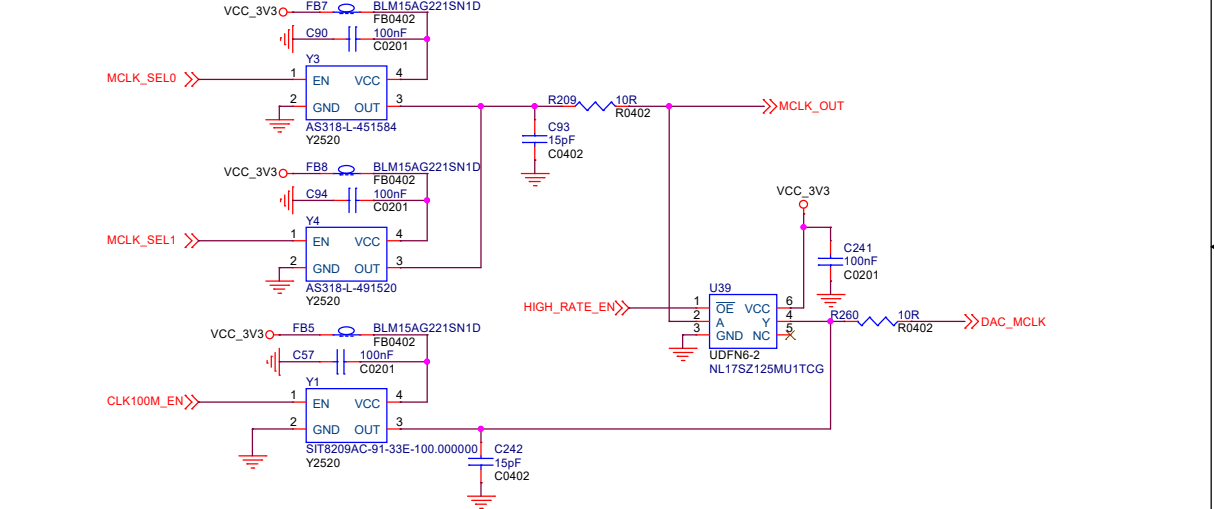 VCC_3V3
FB7
BLM15AG221SN1D
FB0402
C90
100nF
C0201
Y3
MCLK_SEL0
1
EN
VCC
4
2
GND
OUT
3
AS318-L-451584
Y2520
R209
10R
R0402
MCLK_OUT
C93
15pF
C0402
VCC_3V3
FB8
BLM15AG221SN1D
FB0402
C94
100nF
C0201
Y4
MCLK_SEL1
1
EN
VCC
4
2
GND
OUT
3
AS318-L-491520
Y2520
VCC_3V3
C241
100nF
C0201
HIGH_RATE_EN
U39
1
OE
VCC
6
2
A
Y
4
3
GND
NC
5
UDFN6-2
NL17SZ125MU1TCG
R260
10R
R0402
DAC_MCLK
VCC_3V3
FB5
BLM15AG221SN1D
FB0402
C57
100nF
C0201
Y1
CLK100M_EN
1
EN
VCC
4
2
GND
OUT
3
SIT8209AC-91-33E-100.000000
Y2520
C242
15pF
C0402